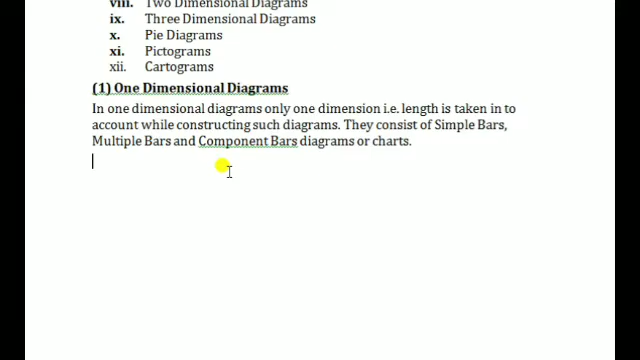 viii. Two Dimensional Diagrams
ix. Three Dimensional Diagrams
x. Pie Diagrams
xi. Pictograms
xii. Cartograms
(1) One Dimensional Diagrams
In one dimensional diagrams only one dimension i.e. length is taken in to
account while constructing such diagrams. They consist of Simple Bars,
Multiple Bars and Component Bars diagrams or charts.